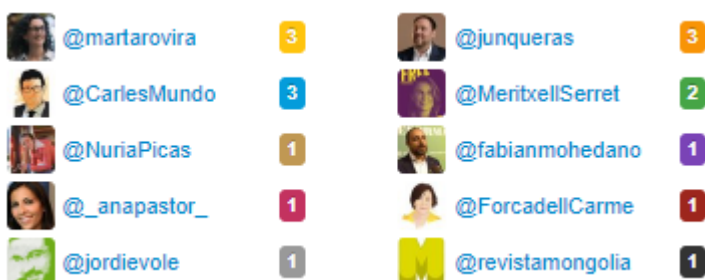 @martarovira 3 @junqueras 3
@CarlesMundo 3 FREE @MeritxellSerret 2
@NuriaPicas 1 @fabianmohedano 1
@_anapastor_ 1 @ForcadellCarme 1
@jordievole 1 @revistamongolia 1